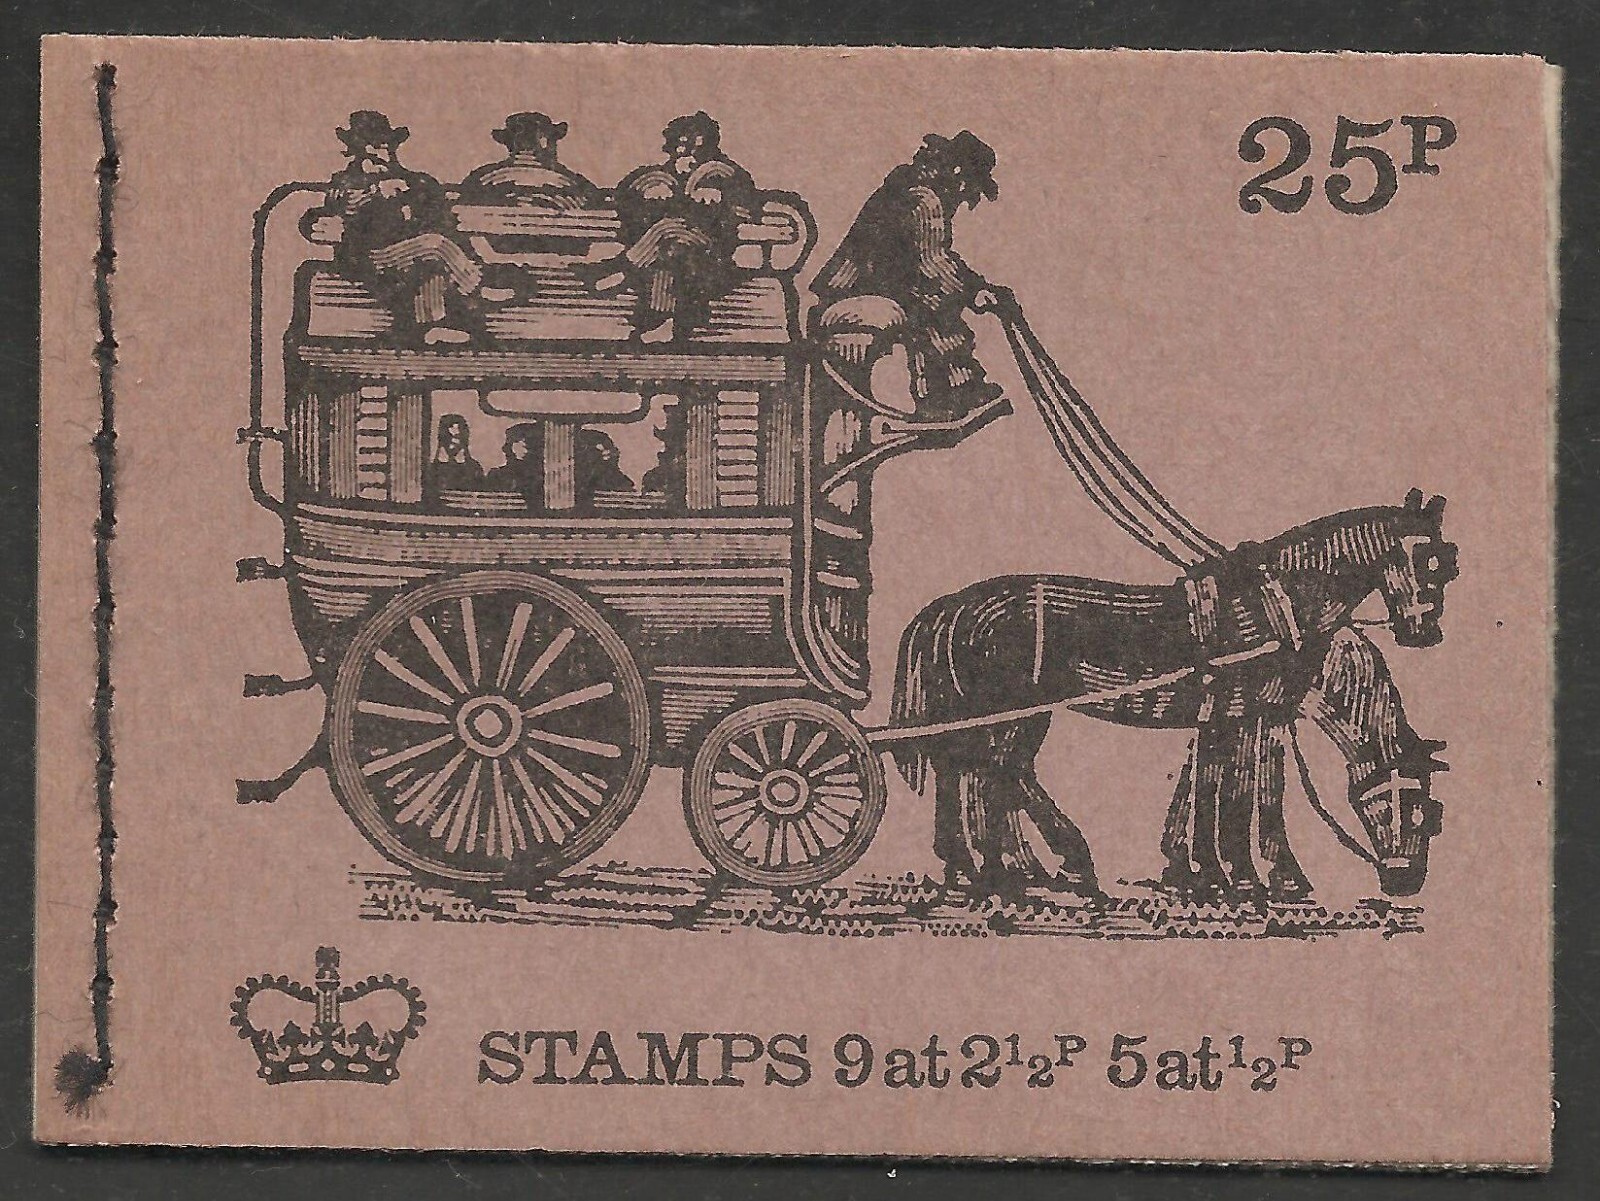 25P
STAMPS 9 at 2½P 5 at ½P